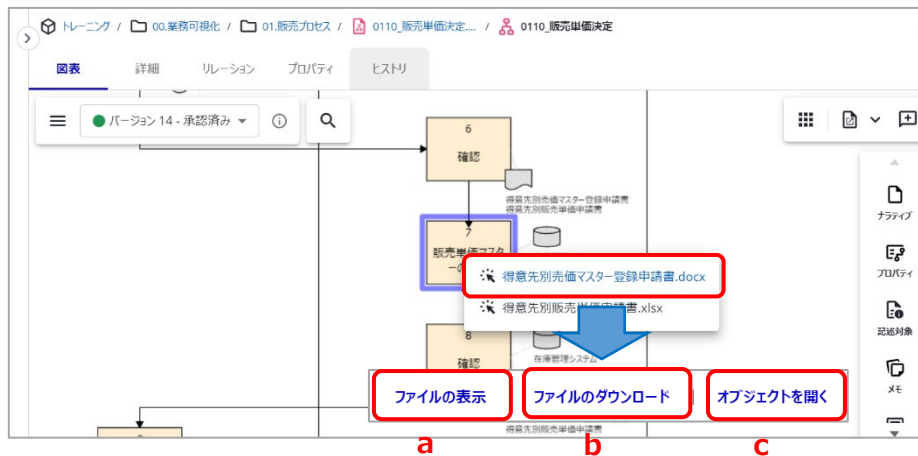 トレーニング / 00.業務可視化 / 01.販売プロセス / 0110_販売単価決定.... / 0110_販売単価決定
図表 詳細 リレーション プロパティ ヒストリ
バージョン 14 - 承認済み
6
確認
得意先別売価マスター登録申請書
得意先別販売単価申請書
7
販売単価マスタ
ーの
得意先別売価マスター登録申請書.docx
得意先別販売単価申請書.xlsx
8
確認
在庫管理システム
ファイルの表示 ファイルのダウンロード オブジェクトを開く
得意先別販売単価申請書
a b c
ナラティブ
プロパティ
記述対象
メモ